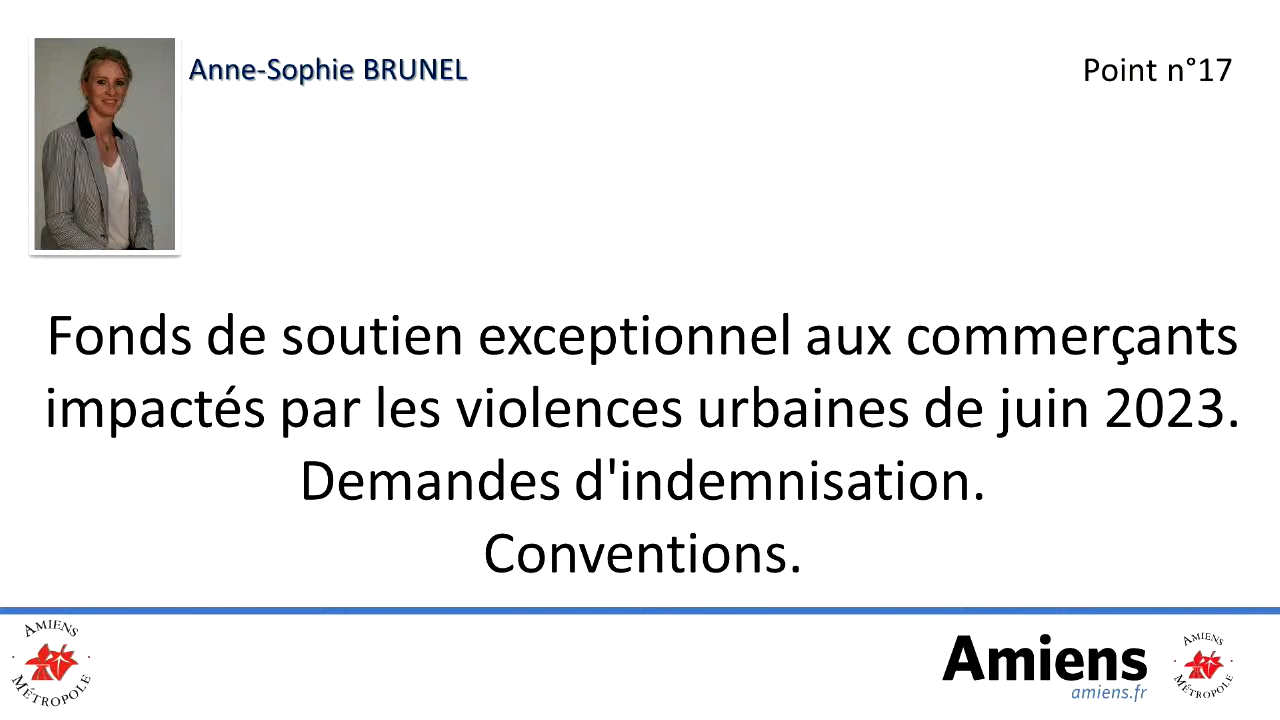 Anne-Sophie BRUNEL
Point n°17
Fonds de soutien exceptionnel aux commerçants
impactés par les violences urbaines de juin 2023.
Demandes d'indemnisation.
Conventions.
AMIENS
MÉTROPOLE
Amiens
amiens.fr
AMIENS
MÉTROPOLE